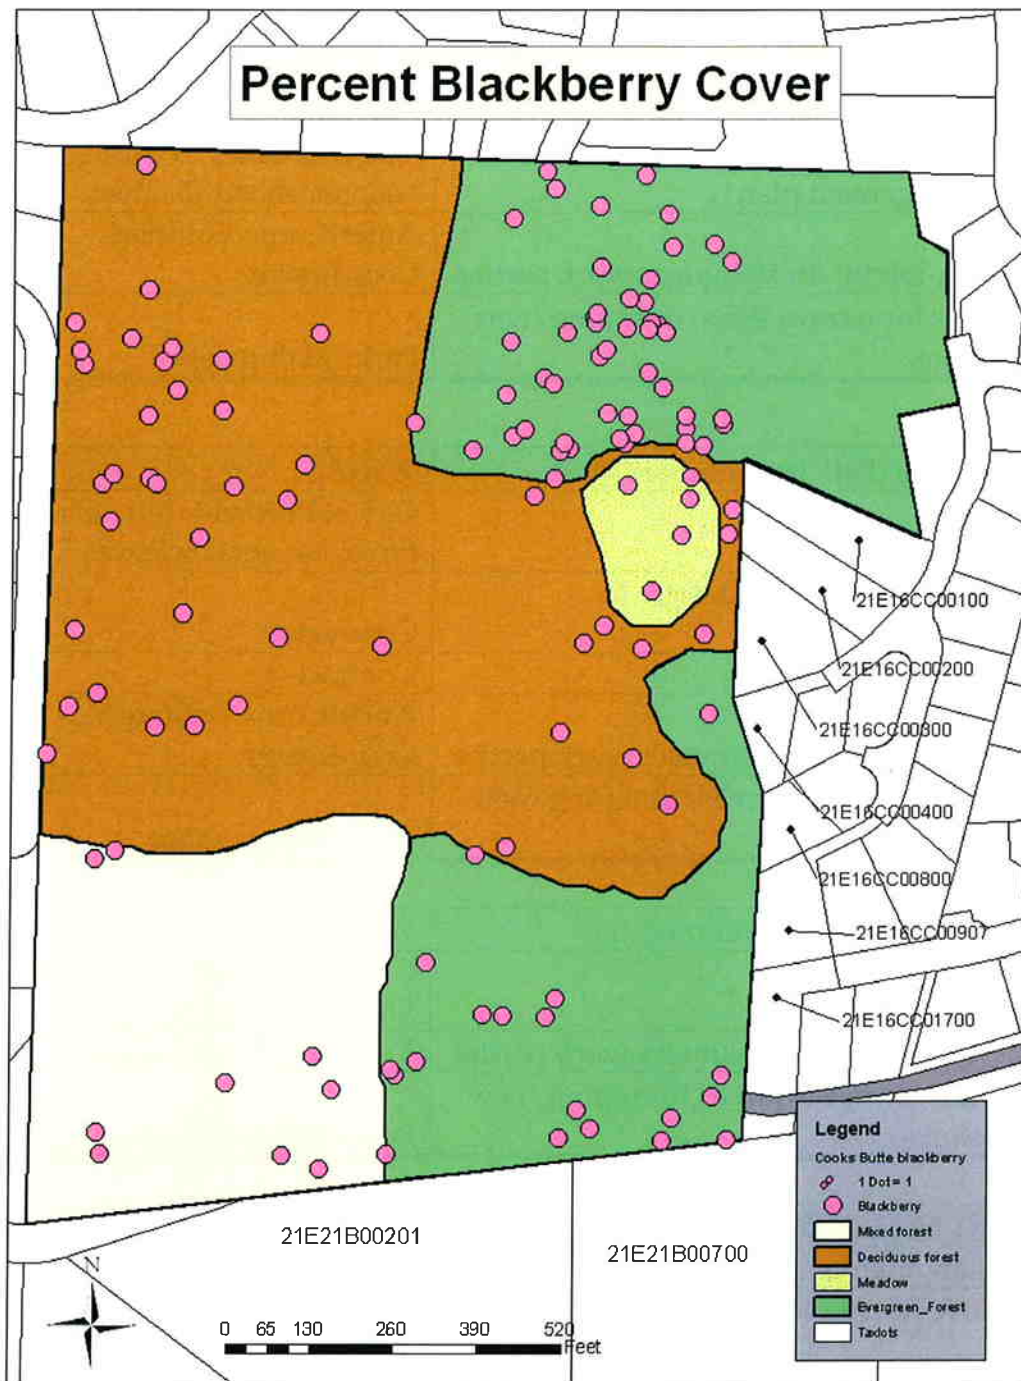 Percent Blackberry Cover
21E16CC00100
21E16CC00200
21E16CC00300
21E16CC00400
21E16CC00800
21E16CC00907
21E16CC01700
Legend
Cooks Butte blackberry
1 Dot = 1
Blackberry
Mixed forest
Deciduous forest
Meadow
Evergreen_Forest
Taxlots
21E21B00201
21E21B00700
N
0 65 130 260 390 520
Feet